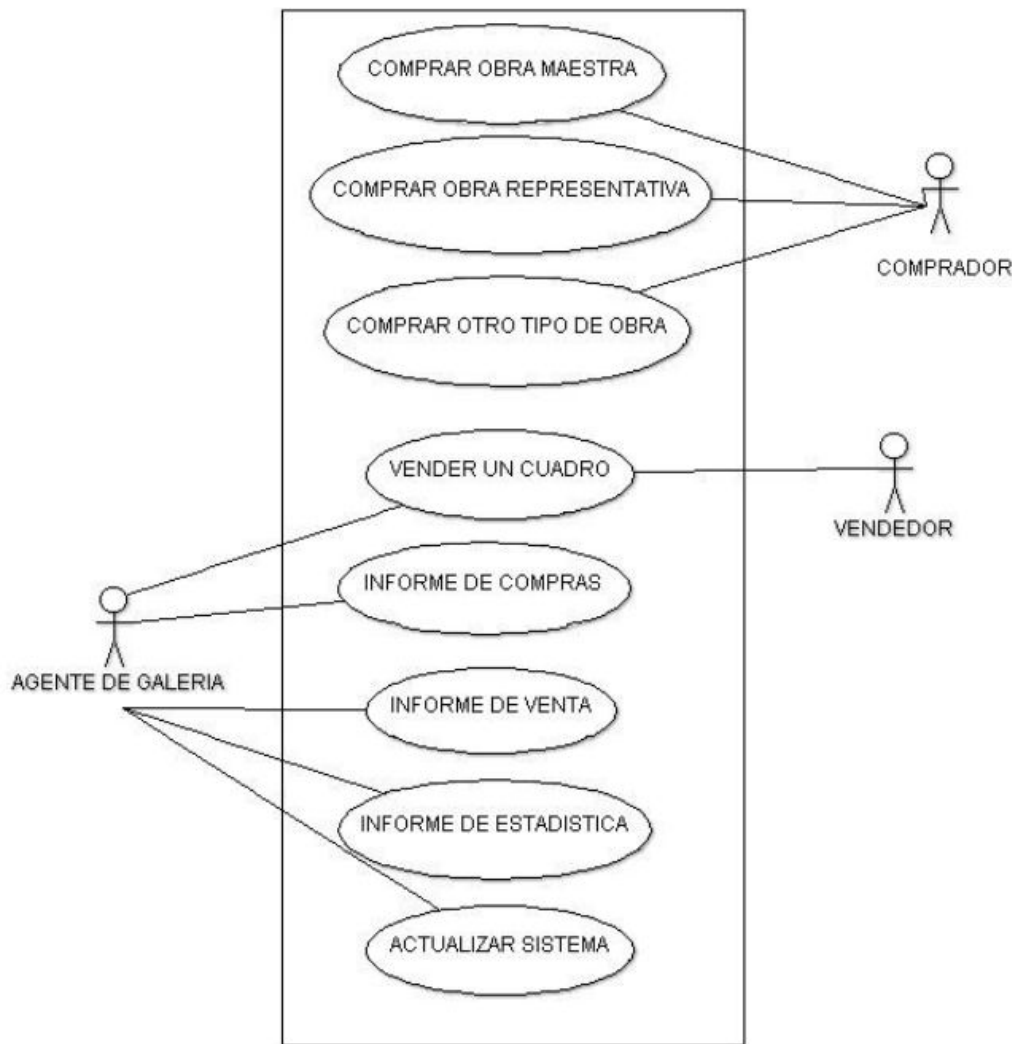 COMPRAR OBRA MAESTRA
COMPRAR OBRA REPRESENTATIVA
COMPRADOR
COMPRAR OTRO TIPO DE OBRA
VENDER UN CUADRO
VENDEDOR
INFORME DE COMPRAS
AGENTE DE GALERIA
INFORME DE VENTA
INFORME DE ESTADISTICA
ACTUALIZAR SISTEMA